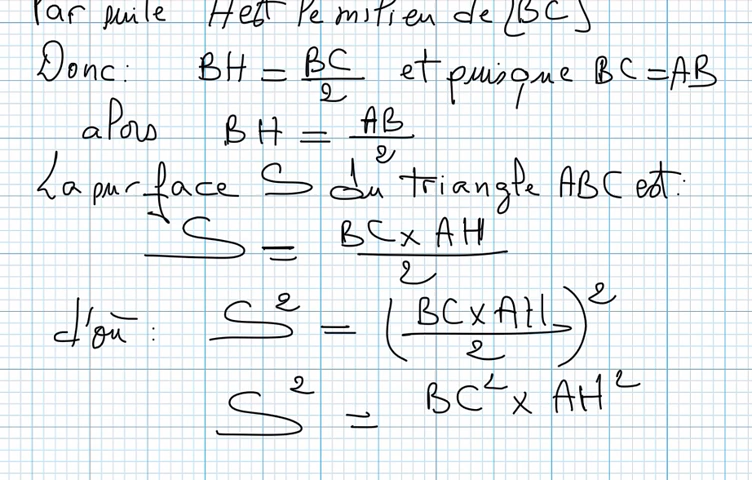 Par suite H est le milieu de [BC]
Donc: BH = BC/2 et puisque BC = AB
alors BH = AB/2
La surface S du triangle ABC est:
S = BC x AH / 2
d'où: S² = (BC x AH / 2)²
S² = BC² x AH²